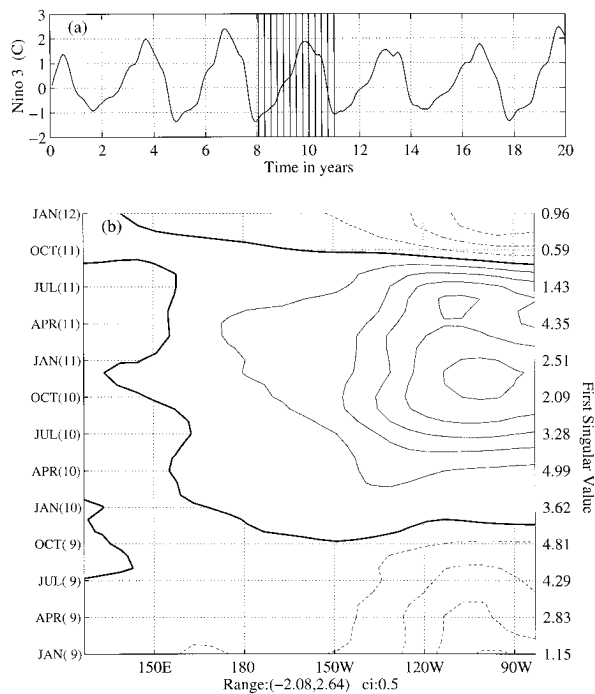 (a)
Nino 3 (C)
3
2
1
0
−1
−2
0 2 4 6 8 10 12 14 16 18 20
Time in years
(b)
JAN(12) 0.96
OCT(11) 0.59
JUL(11) 1.43
APR(11) 4.35
JAN(11) 2.51
OCT(10) 2.09
JUL(10) 3.28
APR(10) 4.99
JAN(10) 3.62
OCT( 9) 4.81
JUL( 9) 4.29
APR( 9) 2.83
JAN( 9) 1.15
First Singular Value
150E 180 150W 120W 90W
Range:(−2.08,2.64) ci:0.5